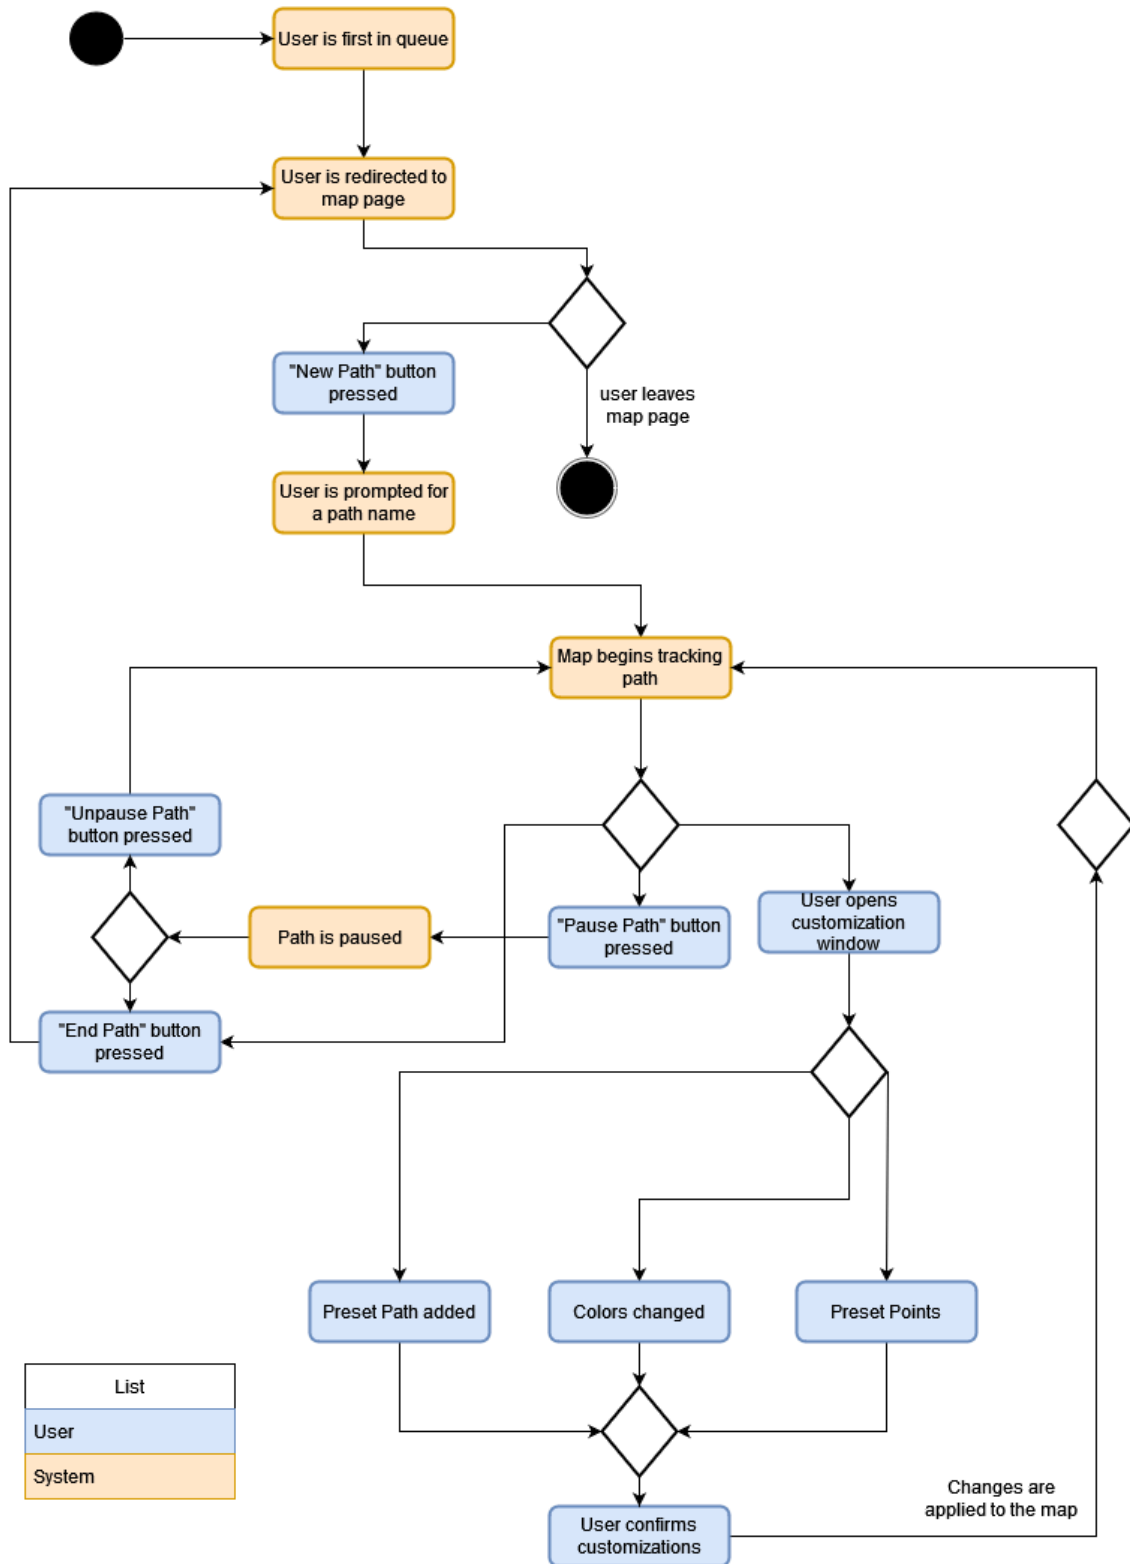 User is first in queue
User is redirected to
map page
"New Path" button
pressed
user leaves
map page
User is prompted for
a path name
Map begins tracking
path
"Unpause Path"
button pressed
User opens
customization
window
Path is paused
"Pause Path" button
pressed
"End Path" button
pressed
Preset Path added
Colors changed
Preset Points
List
User
System
Changes are
applied to the map
User confirms
customizations